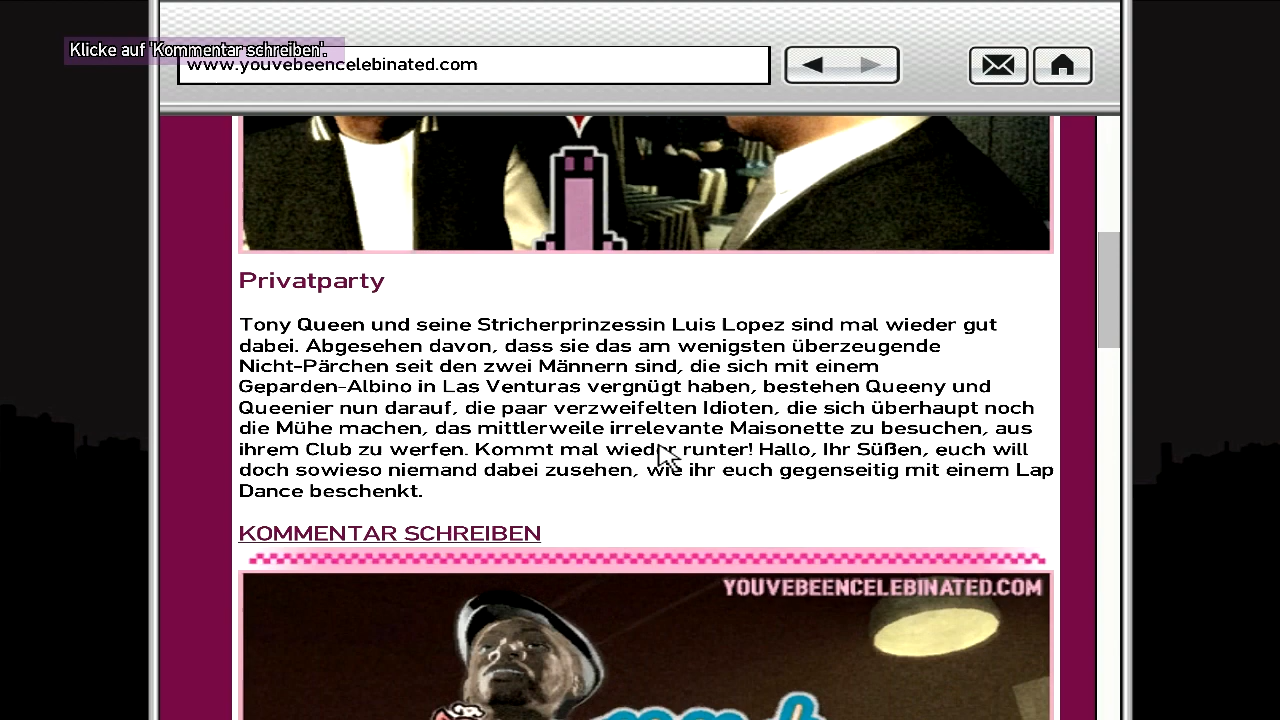 Klicke auf 'Kommentar schreiben'.
www.youvebeencelebinated.com
Privatparty
Tony Queen und seine Stricherprinzessin Luis Lopez sind mal wieder gut
dabei. Abgesehen davon, dass sie das am wenigsten überzeugende
Nicht-Pärchen seit den zwei Männern sind, die sich mit einem
Geparden-Albino in Las Venturas vergnügt haben, bestehen Queeny und
Queenier nun darauf, die paar verzweifelten Idioten, die sich überhaupt noch
die Mühe machen, das mittlerweile irrelevante Maisonette zu besuchen, aus
ihrem Club zu werfen. Kommt mal wieder runter! Hallo, Ihr Süßen, euch will
doch sowieso niemand dabei zusehen, wie ihr euch gegenseitig mit einem Lap
Dance beschenkt.
KOMMENTAR SCHREIBEN
YOUVEBEENCELEBINATED.COM